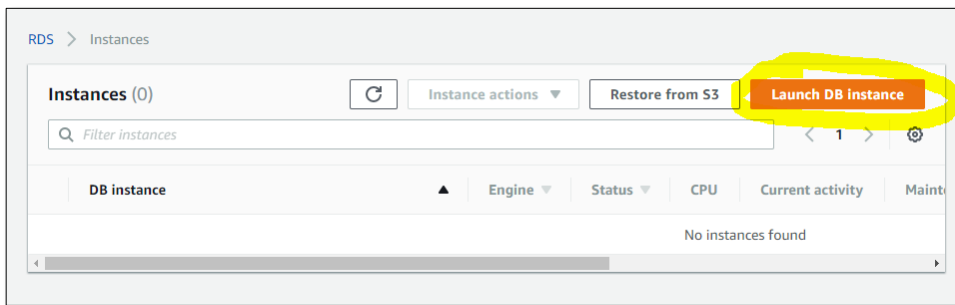 RDS > Instances
Instances (0) Instance actions Restore from S3 Launch DB instance
Filter instances < 1 >
DB instance Engine Status CPU Current activity Mainte
No instances found